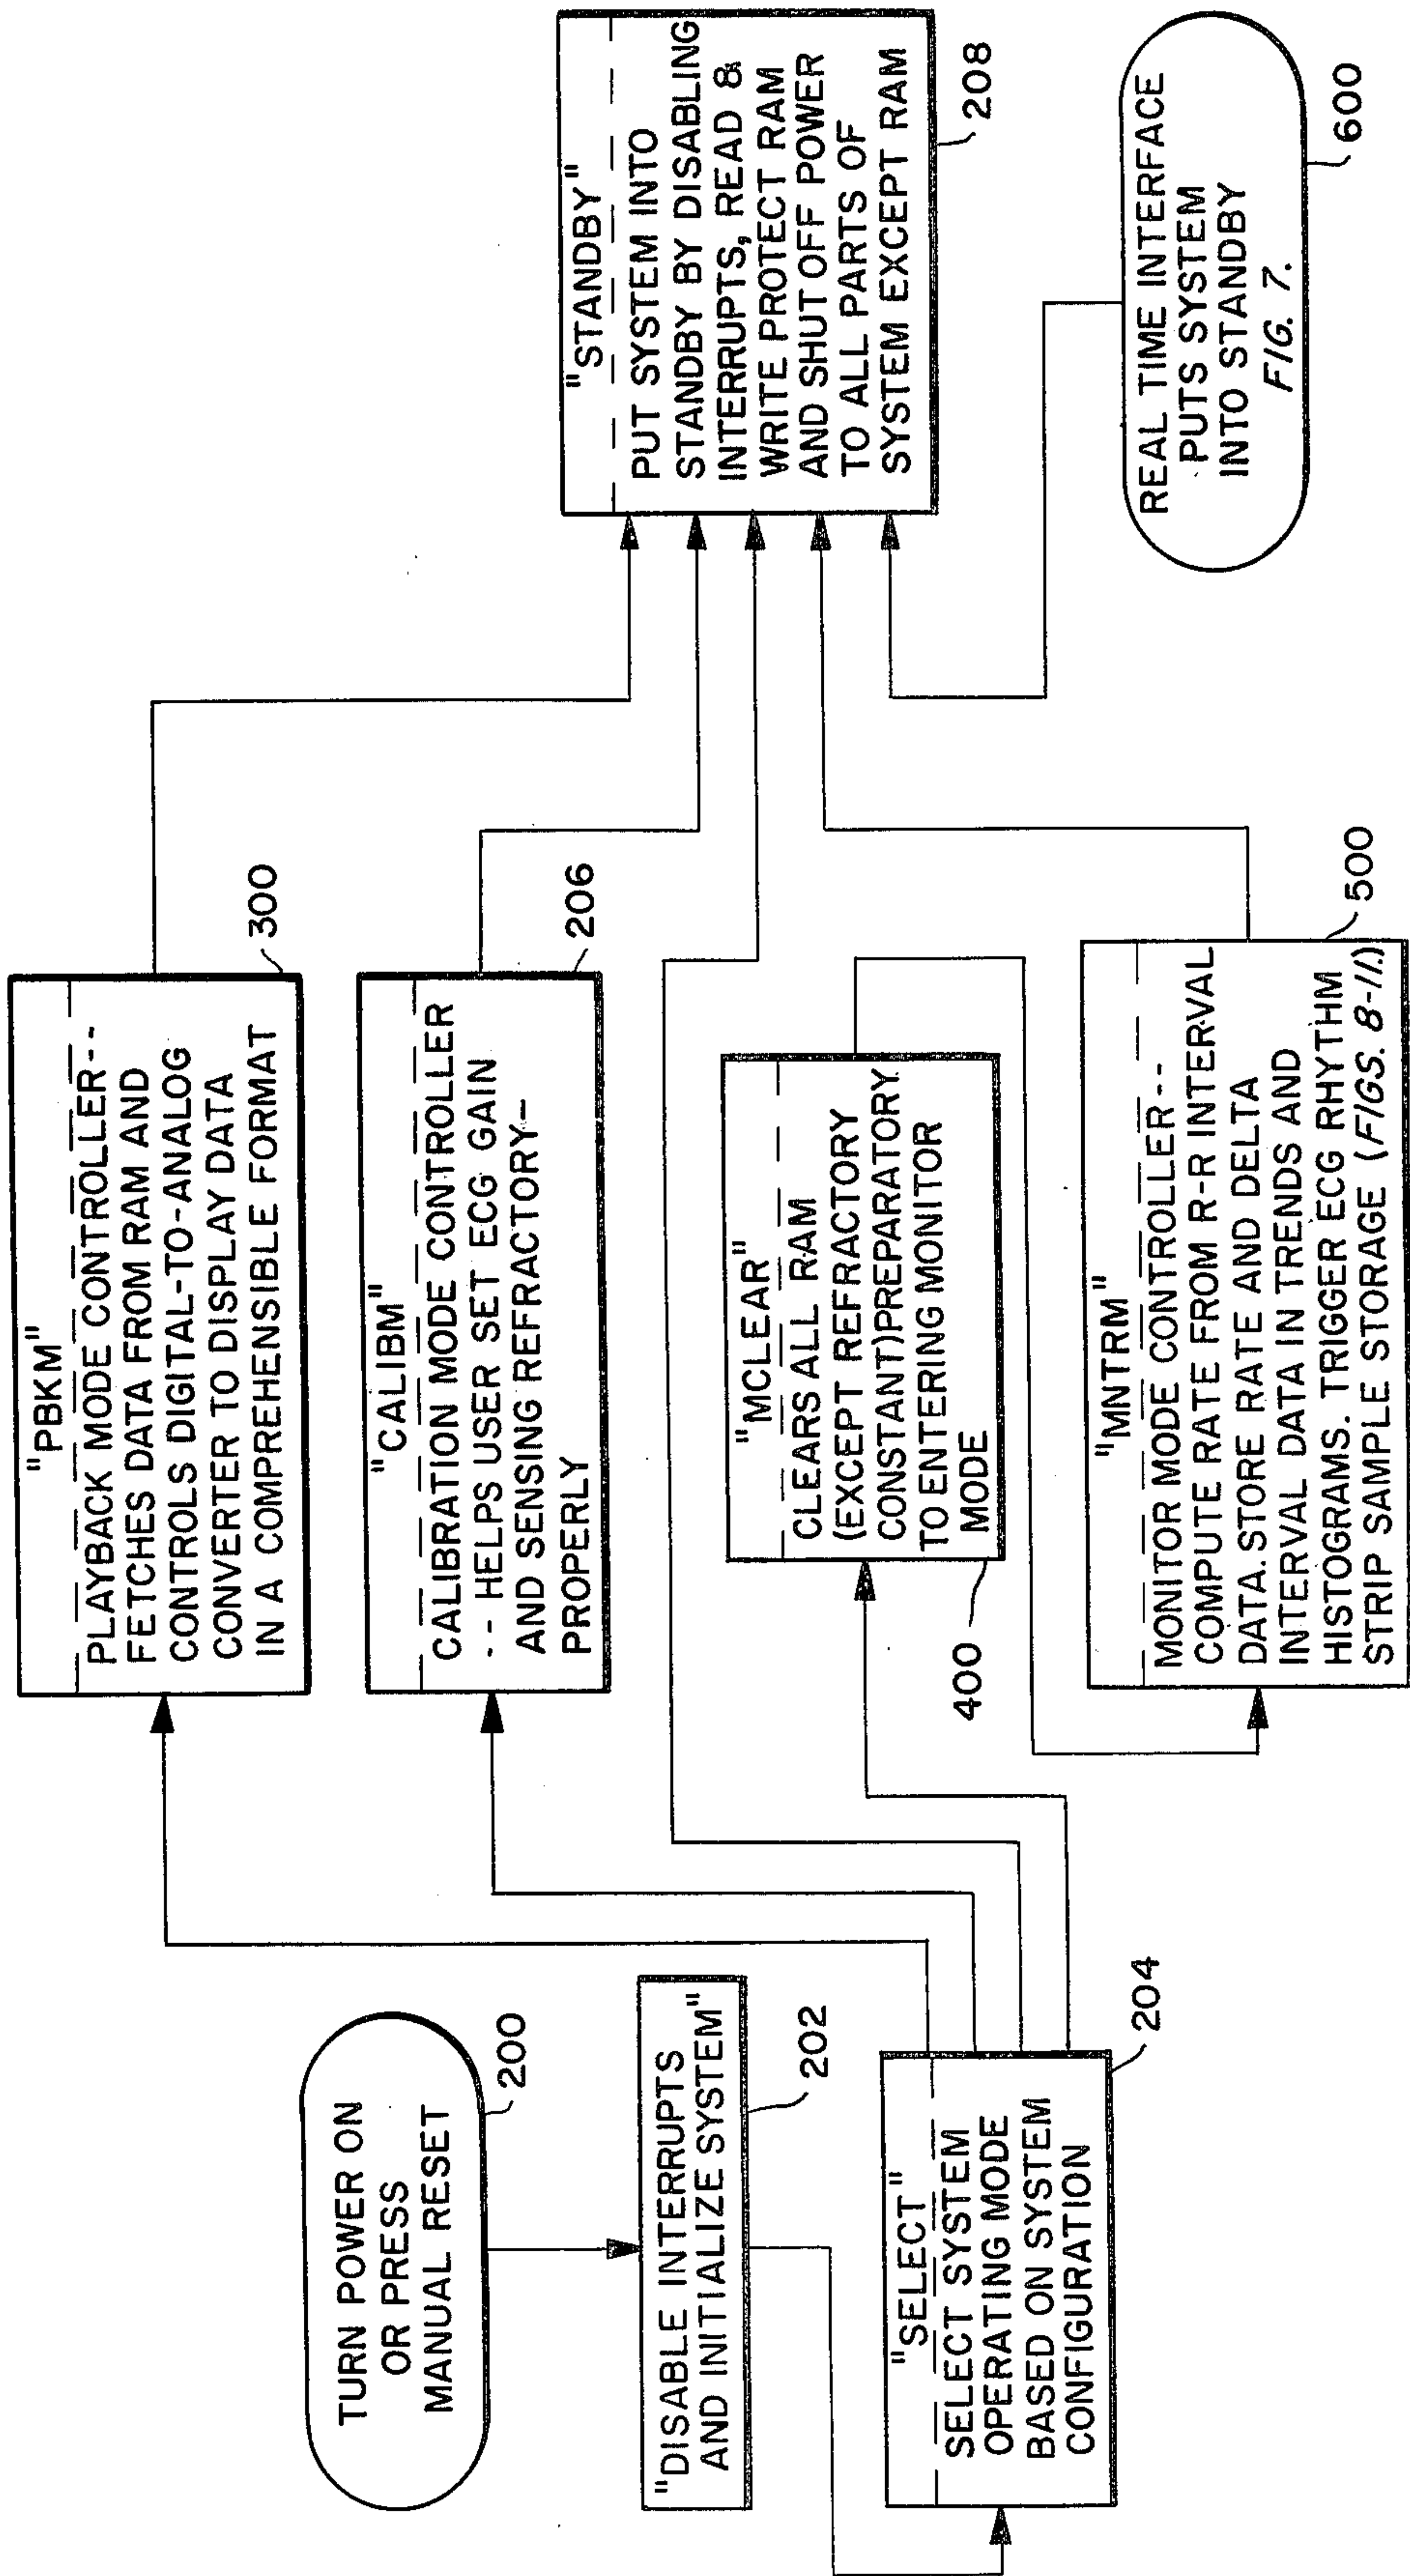 TURN POWER ON
OR PRESS
MANUAL RESET
200
"DISABLE INTERRUPTS
AND INITIALIZE SYSTEM"
202
"SELECT"
SELECT SYSTEM
OPERATING MODE
BASED ON SYSTEM
CONFIGURATION
204
"PBKM"
PLAYBACK MODE CONTROLLER--
FETCHES DATA FROM RAM AND
CONTROLS DIGITAL-TO-ANALOG
CONVERTER TO DISPLAY DATA
IN A COMPREHENSIBLE FORMAT
300
"CALIBM"
CALIBRATION MODE CONTROLLER
-- HELPS USER SET ECG GAIN
AND SENSING REFRACTORY-
PROPERLY
206
"MCLEAR"
CLEARS ALL RAM
(EXCEPT REFRACTORY
CONSTANT)PREPARATORY
TO ENTERING MONITOR
MODE
400
"MNTRM"
MONITOR MODE CONTROLLER--
COMPUTE RATE FROM R-R INTERVAL
DATA.STORE RATE AND DELTA
INTERVAL DATA IN TRENDS AND
HISTOGRAMS. TRIGGER ECG RHYTHM
STRIP SAMPLE STORAGE (FIGS. 8-11.)
500
"STANDBY"
PUT SYSTEM INTO
STANDBY BY DISABLING
INTERRUPTS, READ &
WRITE PROTECT RAM
AND SHUT OFF POWER
TO ALL PARTS OF
SYSTEM EXCEPT RAM
208
REAL TIME INTERFACE
PUTS SYSTEM
INTO STANDBY
FIG. 7.
600